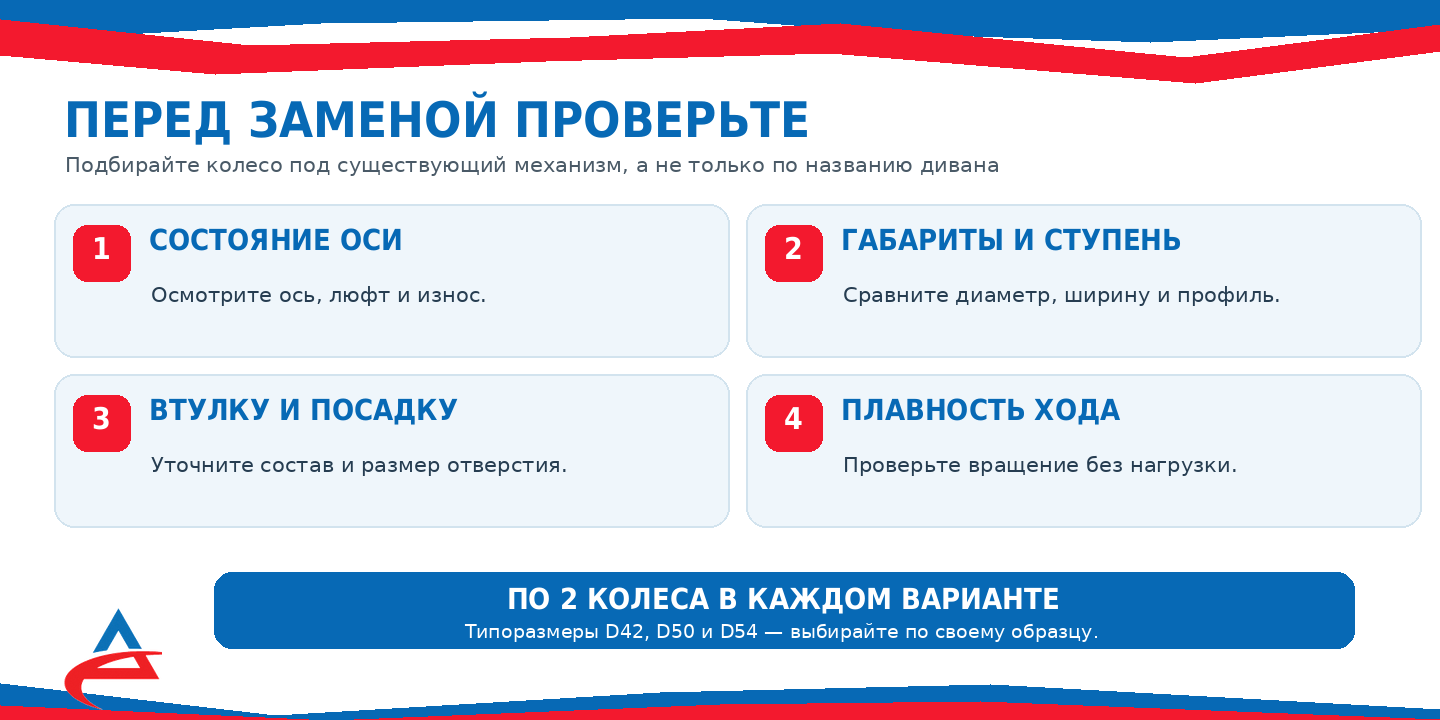 ПЕРЕД ЗАМЕНОЙ ПРОВЕРЬТЕ
Подбирайте колесо под существующий механизм, а не только по названию дивана
1
СОСТОЯНИЕ ОСИ
Осмотрите ось, люфт и износ.
2
ГАБАРИТЫ И СТУПЕНЬ
Сравните диаметр, ширину и профиль.
3
ВТУЛКУ И ПОСАДКУ
Уточните состав и размер отверстия.
4
ПЛАВНОСТЬ ХОДА
Проверьте вращение без нагрузки.
ПО 2 КОЛЕСА В КАЖДОМ ВАРИАНТЕ
Типоразмеры D42, D50 и D54 — выбирайте по своему образцу.